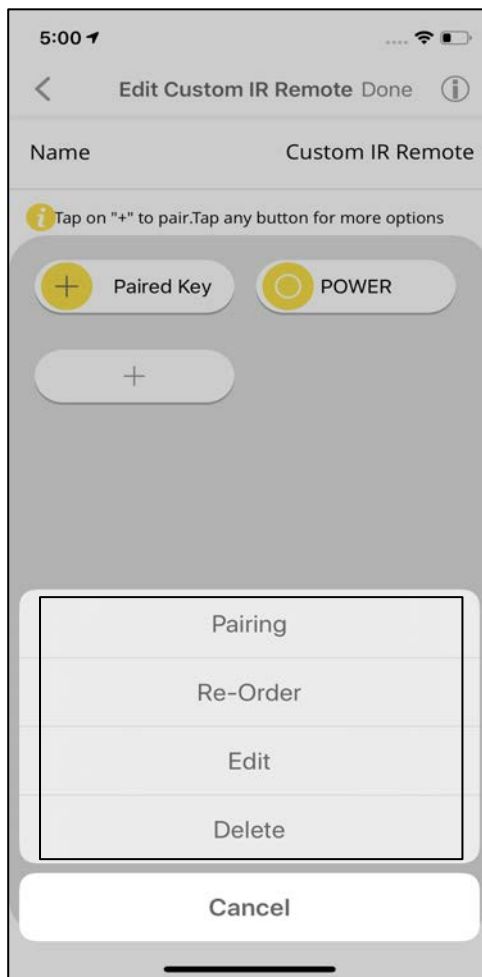 5:00
Edit Custom IR Remote Done
Name Custom IR Remote
Tap on "+" to pair.Tap any button for more options
+ Paired Key POWER
+
Pairing
Re-Order
Edit
Delete
Cancel